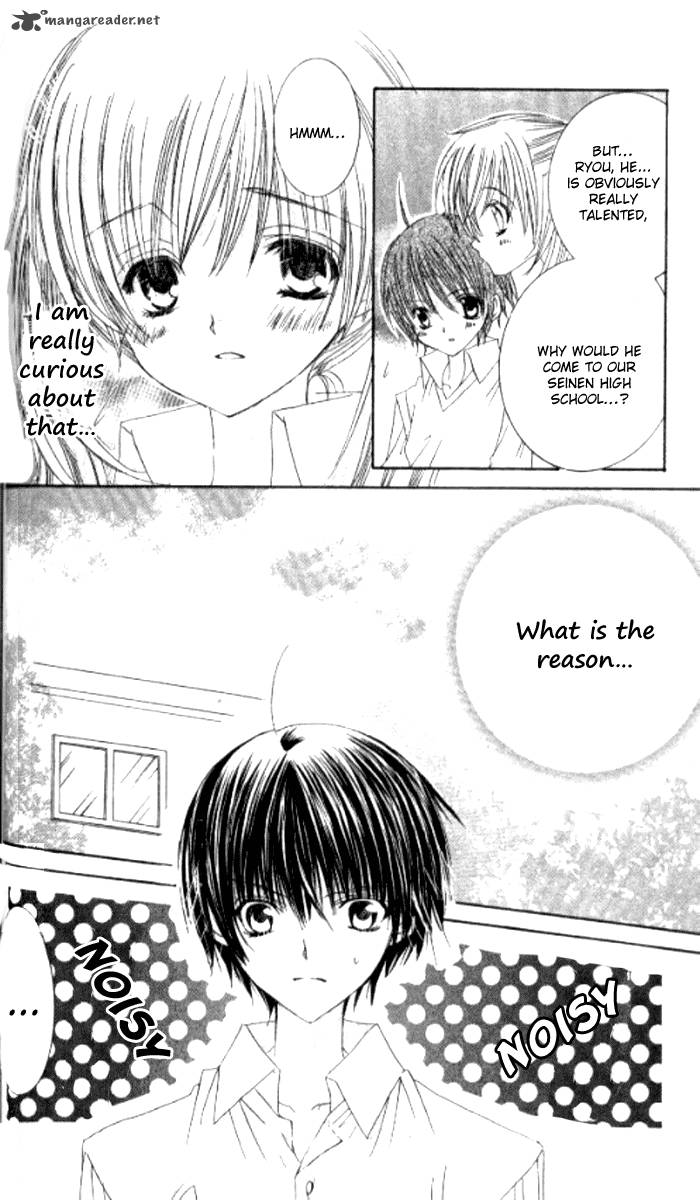 mangareader.net
BUT...
RYOU, HE...
IS OBVIOUSLY
REALLY
TALENTED,
WHY WOULD HE
COME TO OUR
SEINEN HIGH
SCHOOL...?
HMMM...
I am
really
curious
about
that...
What is the
reason...
NOISY
NOISY
...